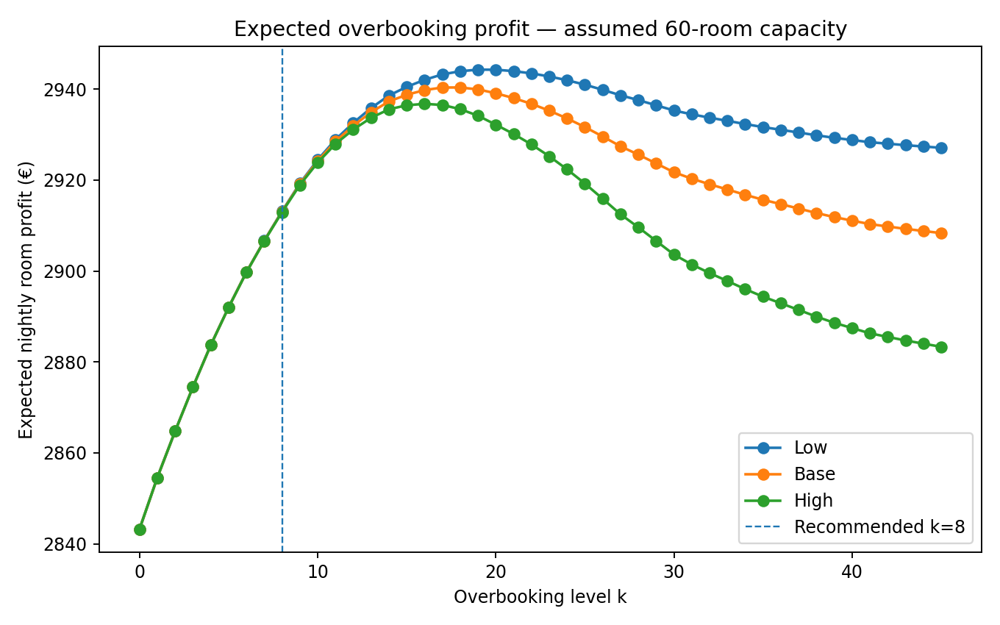 Expected overbooking profit — assumed 60-room capacity
Expected nightly room profit (€)
2940
2920
2900
2880
2860
2840
0 10 20 30 40
Overbooking level k
Low
Base
High
Recommended k=8